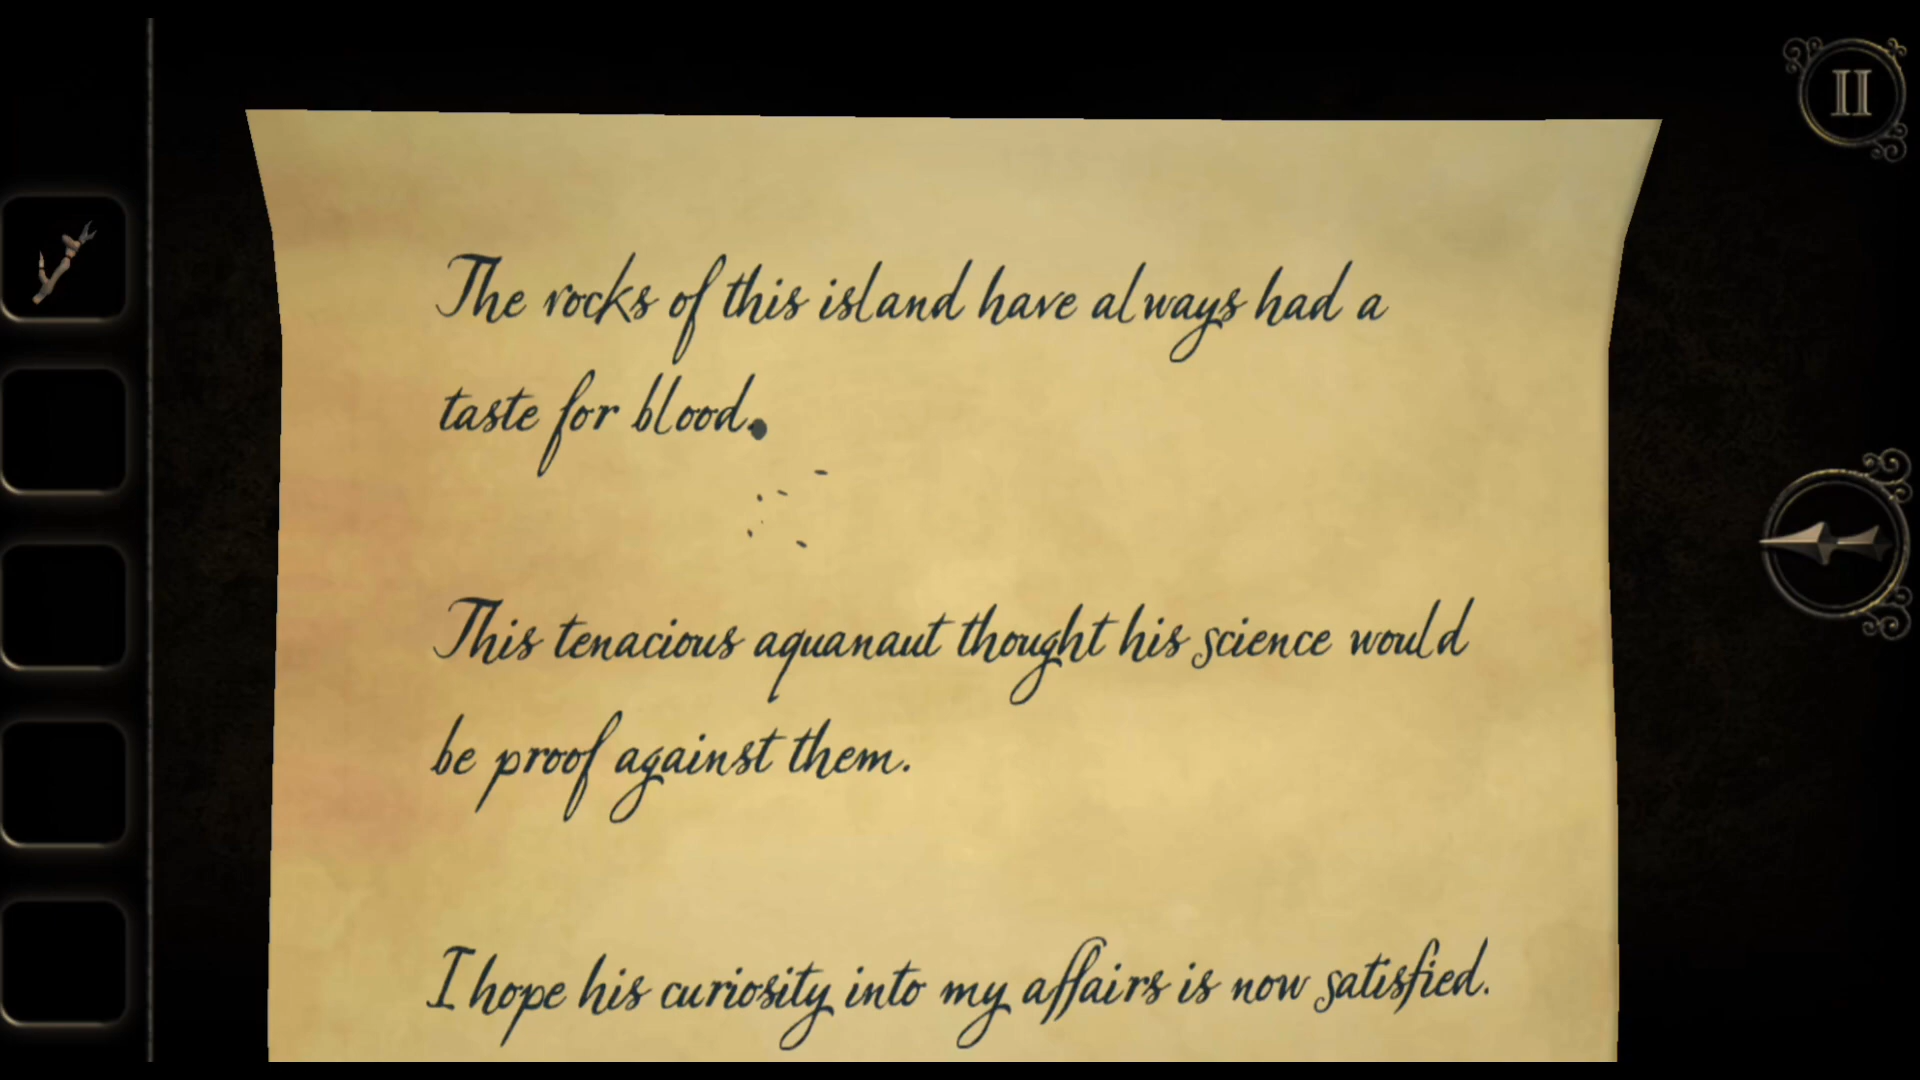 II
The rocks of this island have always had a
taste for blood.
This tenacious aquanaut thought his science would
be proof against them.
I hope his curiosity into my affairs is now satisfied.